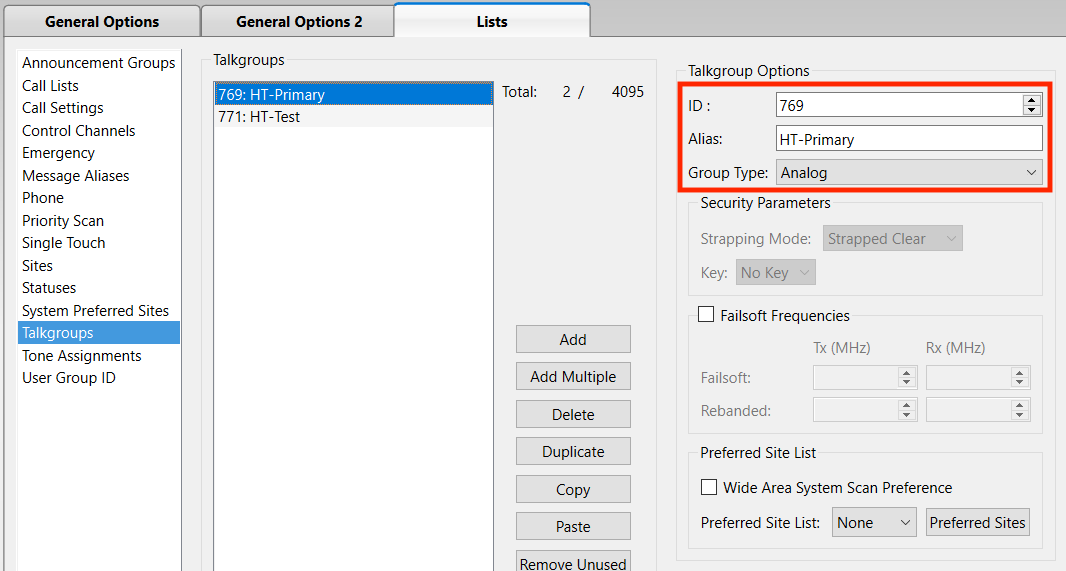 General Options
General Options 2
Lists
Announcement Groups
Call Lists
Call Settings
Control Channels
Emergency
Message Aliases
Phone
Priority Scan
Single Touch
Sites
Statuses
System Preferred Sites
Talkgroups
Tone Assignments
User Group ID
Talkgroups
769: HT-Primary
771: HT-Test
Total: 2 / 4095
Add
Add Multiple
Delete
Duplicate
Copy
Paste
Remove Unused
Talkgroup Options
ID : 769
Alias: HT-Primary
Group Type: Analog
Security Parameters
Strapping Mode: Strapped Clear
Key: No Key
Failsoft Frequencies
Tx (MHz) Rx (MHz)
Failsoft:
Rebanded:
Preferred Site List
Wide Area System Scan Preference
Preferred Site List: None Preferred Sites